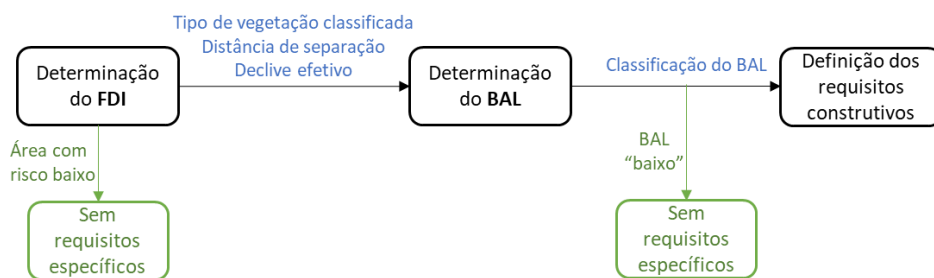 Determinação
do FDI
Tipo de vegetação classificada
Distância de separação
Declive efetivo
Determinação
do BAL
Classificação do BAL
Definição dos
requisitos
construtivos
Área com
risco baixo
Sem
requisitos
específicos
BAL
“baixo”
Sem
requisitos
específicos